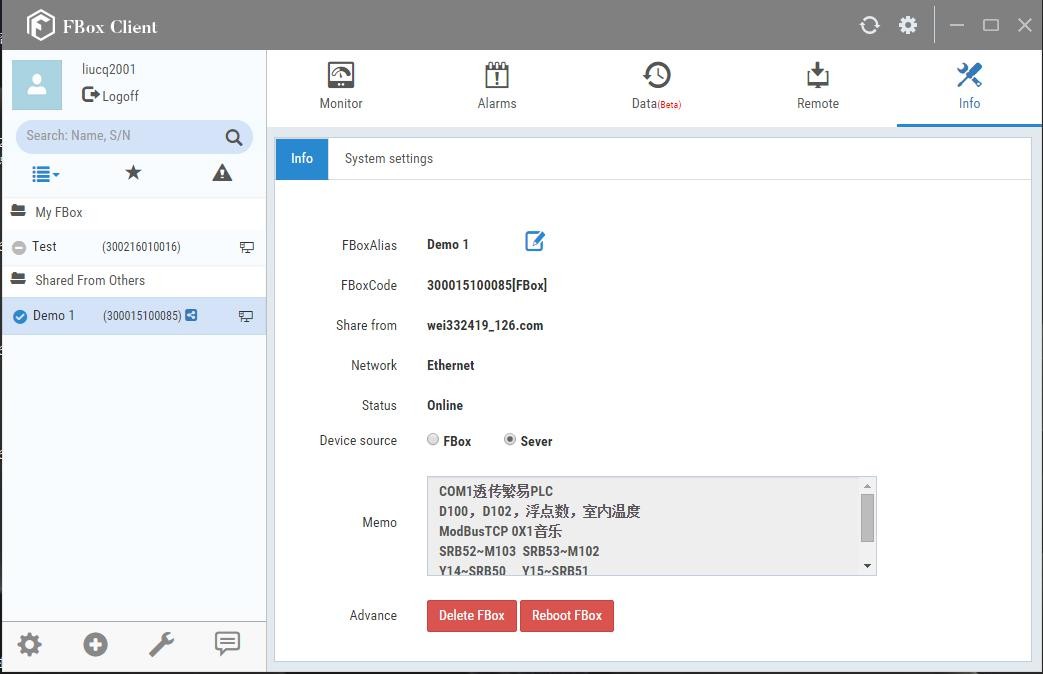 FBox Client
liucq2001
Logoff
Search: Name, S/N
My FBox
Test (300216010016)
Shared From Others
Demo 1 (300015100085)
Monitor
Alarms
Data(Beta)
Remote
Info
Info System settings
FBoxAlias Demo 1
FBoxCode 300015100085[FBox]
Share from wei332419_126.com
Network Ethernet
Status Online
Device source FBox Sever
Memo
COM1透传繁易PLC
D100，D102，浮点数，室内温度
ModBusTCP 0X1音乐
SRB52~M103 SRB53~M102
Y14~SRB50 Y15~SRB51
Advance Delete FBox Reboot FBox